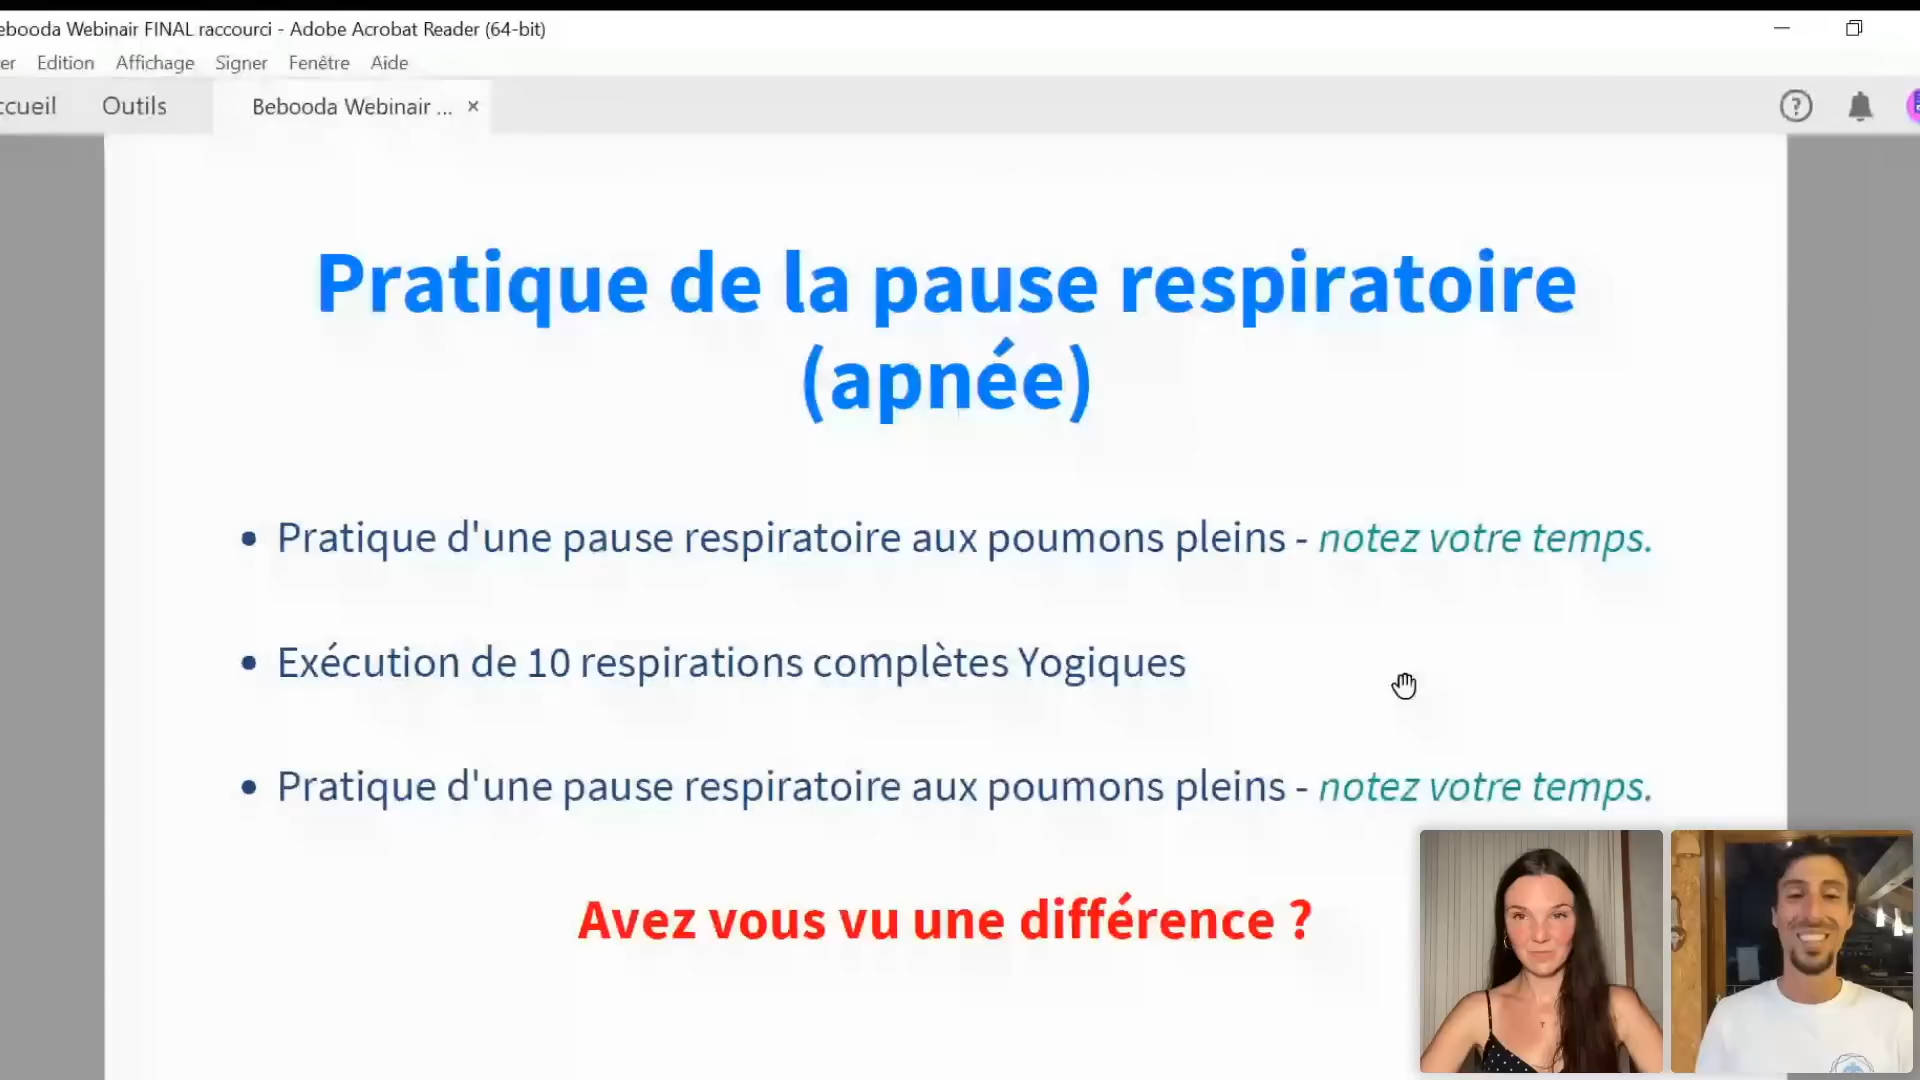 ebooda Webinair FINAL raccourci - Adobe Acrobat Reader (64-bit)
er Edition Affichage Signer Fenêtre Aide
ccueil Outils Bebooda Webinair ... ×
Pratique de la pause respiratoire
(apnée)
• Pratique d'une pause respiratoire aux poumons pleins - notez votre temps.
• Exécution de 10 respirations complètes Yogiques
• Pratique d'une pause respiratoire aux poumons pleins - notez votre temps.
Avez vous vu une différence ?